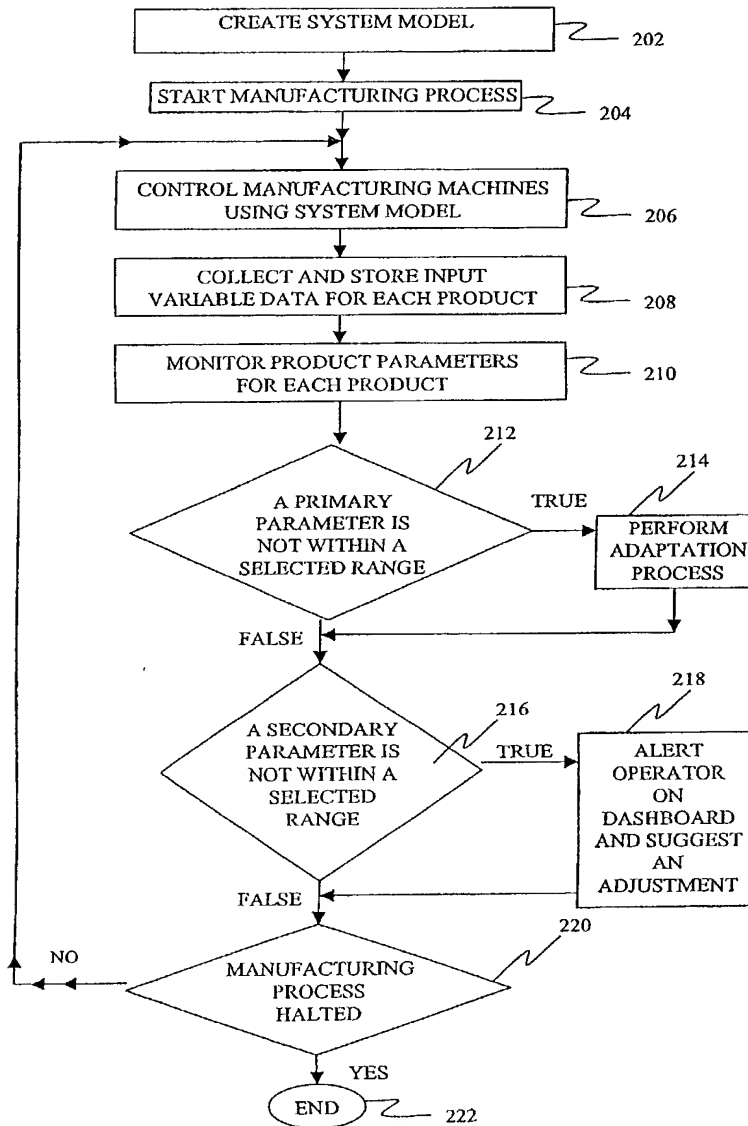 CREATE SYSTEM MODEL
202
START MANUFACTURING PROCESS
204
CONTROL MANUFACTURING MACHINES
USING SYSTEM MODEL
206
COLLECT AND STORE INPUT
VARIABLE DATA FOR EACH PRODUCT
208
MONITOR PRODUCT PARAMETERS
FOR EACH PRODUCT
210
212
A PRIMARY
PARAMETER IS
NOT WITHIN A
SELECTED RANGE
TRUE
214
PERFORM
ADAPTATION
PROCESS
FALSE
A SECONDARY
PARAMETER IS
NOT WITHIN A
SELECTED
RANGE
216
TRUE
218
ALERT
OPERATOR
ON
DASHBOARD
AND SUGGEST
AN
ADJUSTMENT
FALSE
220
MANUFACTURING
PROCESS
HALTED
NO
YES
END
222